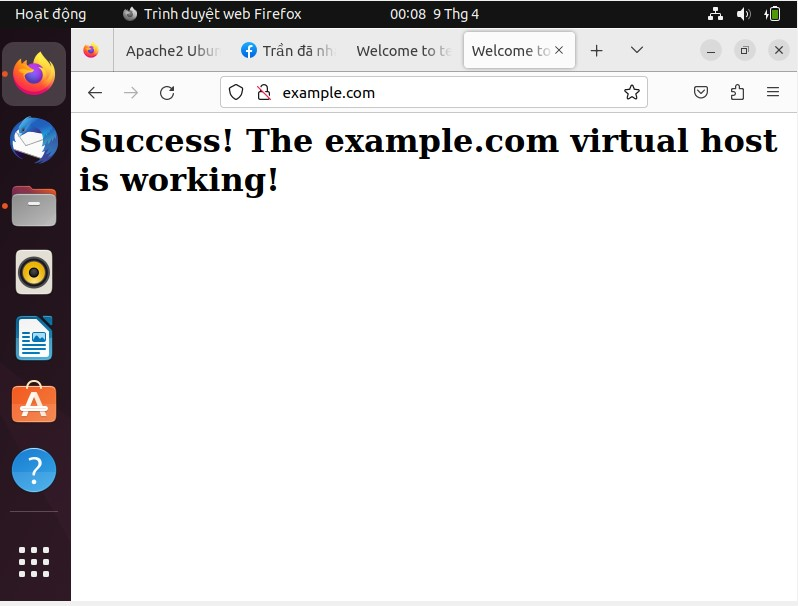 Hoạt động
Trình duyệt web Firefox
00:08 9 Thg 4
Apache2 Ubun
Trần đã nh
Welcome to te
Welcome to
example.com
Success! The example.com virtual host
is working!